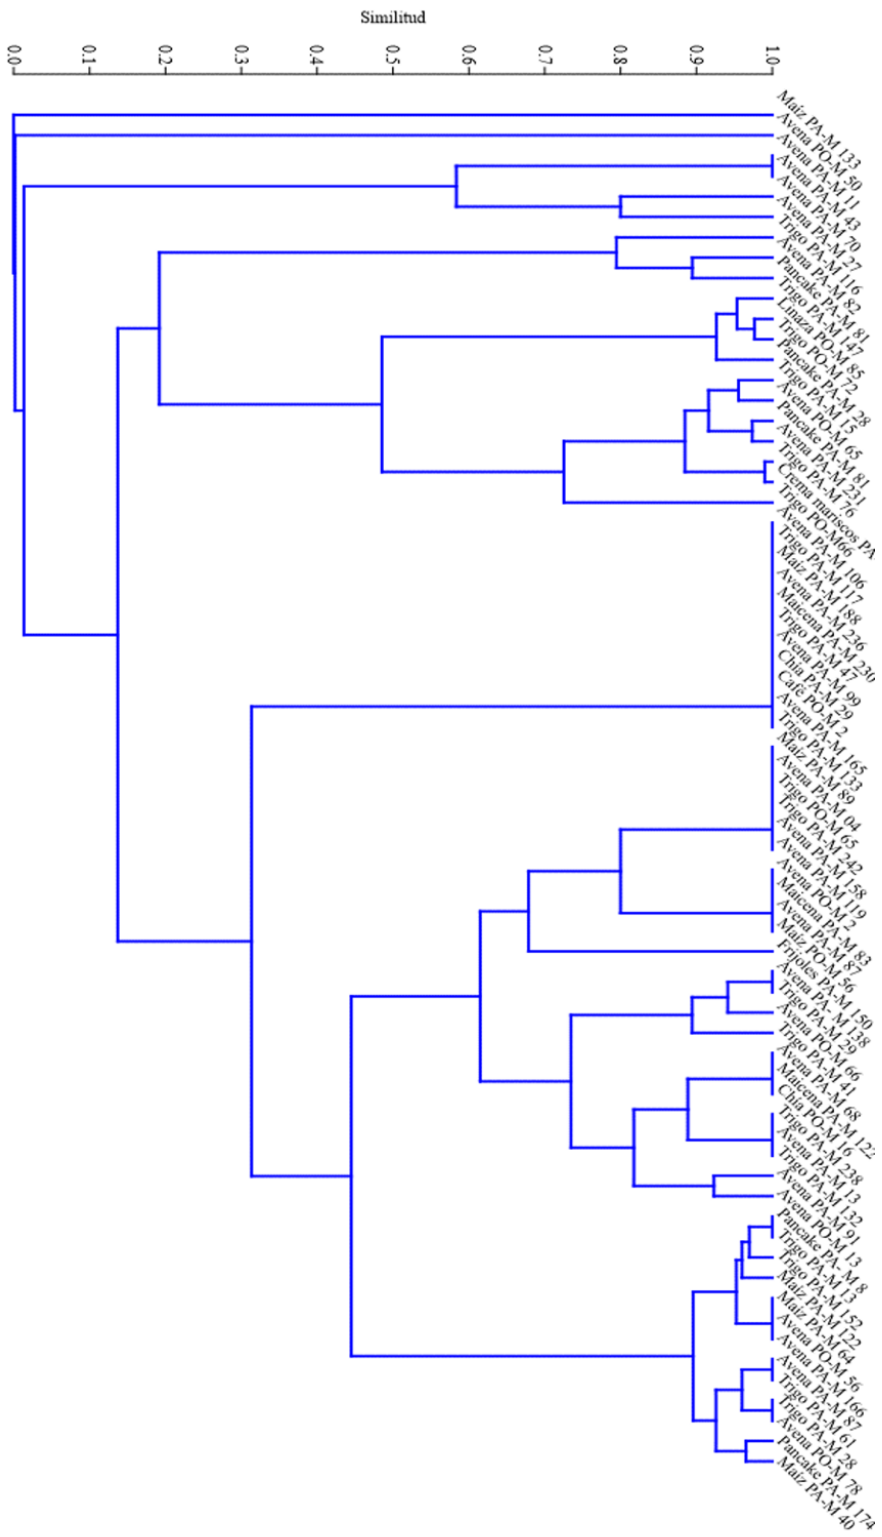 Similitud
0.0
0.1
0.2
0.3
0.4
0.5
0.6
0.7
0.8
0.9
1.0
Maíz PA-M 133
Avena PO-M 50
Avena PA-M 11
Avena PA-M 43
Avena PA-M 70
Trigo PA-M 27
Avena PA-M 116
Pancake PA-M 82
Trigo PA-M 81
Linaza PO-M 147
Trigo PO-M 85
Pancake PA-M 72
Trigo PA-M 28
Avena PO-M 15
Pancake PA-M 65
Avena PA-M 81
Trigo PA-M 231
Crema mariscos PA-
Trigo PO-M66
Avena PA-M 106
Trigo PA-M 117
Maíz PA-M 188
Avena PA-M 236
Maicena PA-M 230
Trigo PA-M 47
Avena PA-M 99
Chía PA-M 29
Café PO-M 2
Avena PA-M 165
Trigo PA-M 133
Maíz PA-M 89
Avena PA-M 04
Trigo PO-M 65
Trigo PA-M 242
Avena PA-M 158
Avena PA-M 119
Avena PO-M 2
Maicena PA-M 83
Avena PA-M 87
Maíz PO-M 56
Frijoles PA-M 150
Avena PA- M 138
Trigo PA-M 29
Avena PO-M 66
Trigo PA-M 41
Avena PA-M 68
Maicena PA-M 122
Chía PO-M 16
Trigo PA-M 238
Avena PA-M 13
Trigo PA-M 132
Avena PA-M 91
Avena PO-M 13
Pancake PA- M 8
Trigo PA-M 13
Trigo PA-M 152
Maíz PA-M 122
Maíz PA-M 64
Avena PO-M 56
Avena PA-M 166
Trigo PA-M 87
Trigo PA-M 61
Avena PA-M 28
Avena PO-M 78
Pancake PA-M 174
Maíz PA-M 40